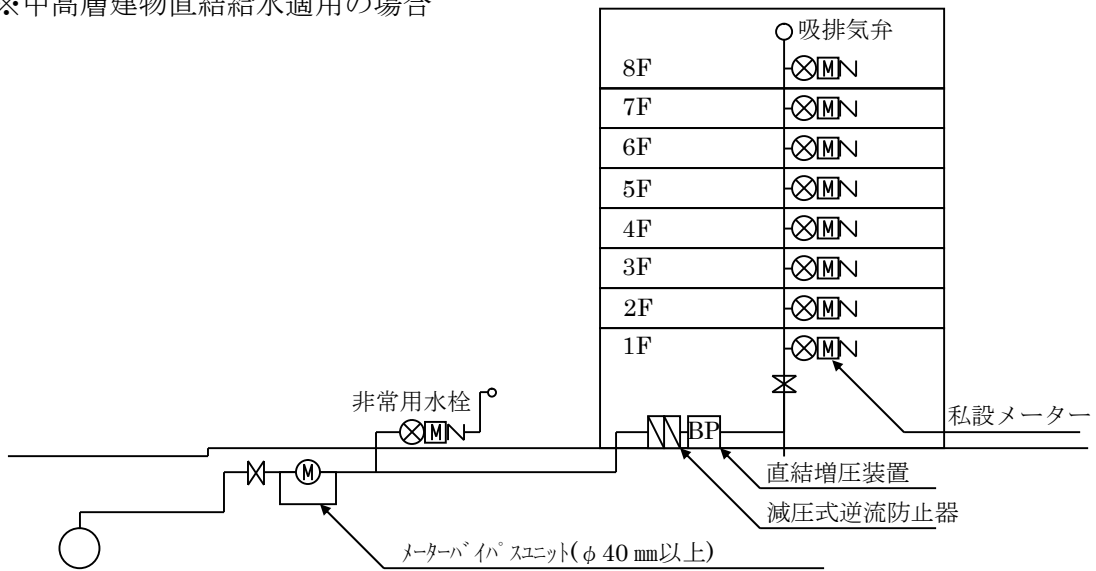 ※中高層建物直結給水適用の場合
吸排気弁
8F M
7F M
6F M
5F M
4F M
3F M
2F M
1F M
非常用水栓
M
私設メーター
BP
直結増圧装置
M
減圧式逆流防止器
ﾒｰﾀｰﾊﾞｲﾊﾟｽﾕﾆｯﾄ(φ40㎜以上)